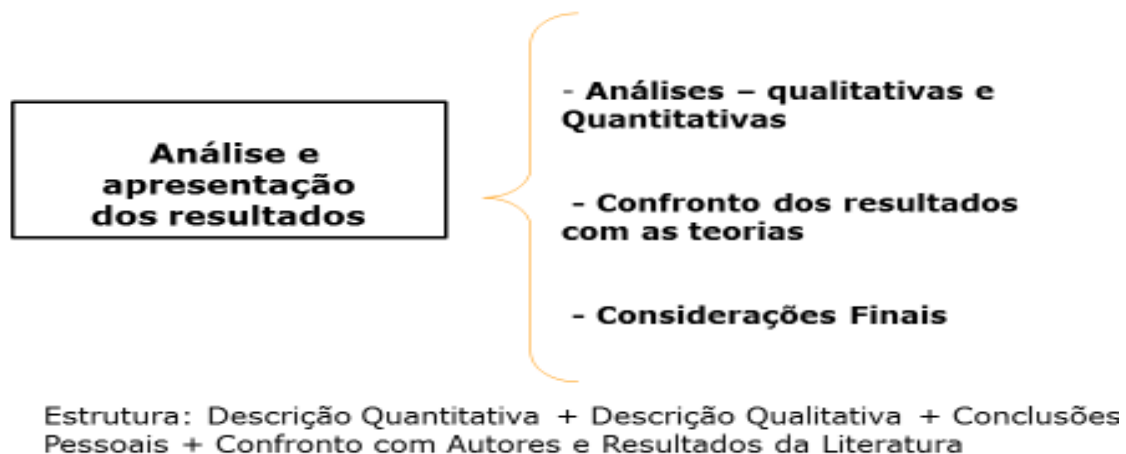 Análise e
apresentação
dos resultados
- Análises – qualitativas e
Quantitativas
- Confronto dos resultados
com as teorias
- Considerações Finais
Estrutura: Descrição Quantitativa + Descrição Qualitativa + Conclusões
Pessoais + Confronto com Autores e Resultados da Literatura